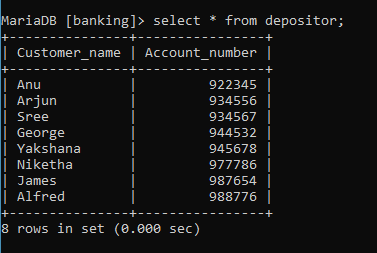 MariaDB [banking]> select * from depositor;
+---------------+----------------+
| Customer_name | Account_number |
+---------------+----------------+
| Anu           |         922345 |
| Arjun         |         934556 |
| Sree          |         934567 |
| George        |         944532 |
| Yakshana      |         945678 |
| Niketha       |         977786 |
| James         |         987654 |
| Alfred        |         988776 |
+---------------+----------------+
8 rows in set (0.000 sec)